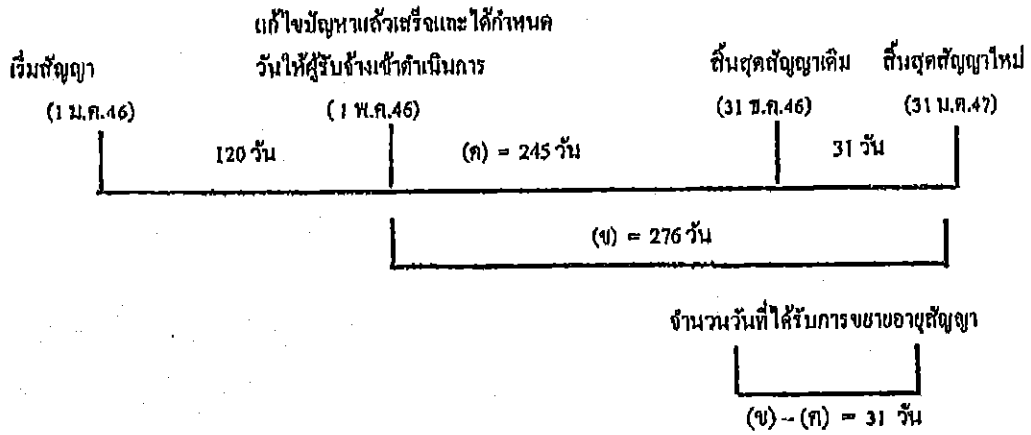 แก้ไขปัญหาแล้วเสร็จและได้กำหนด
เริ่มสัญญา วันให้ผู้รับจ้างเข้าดำเนินการ สิ้นสุดสัญญาเดิม สิ้นสุดสัญญาใหม่
(1 ม.ค.46) (1 พ.ค.46) (31 ธ.ค.46) (31 ม.ค.47)
120 วัน (ค) = 245 วัน 31 วัน
(ข) = 276 วัน
จำนวนวันที่ได้รับการขยายอายุสัญญา
(ข) – (ค) = 31 วัน